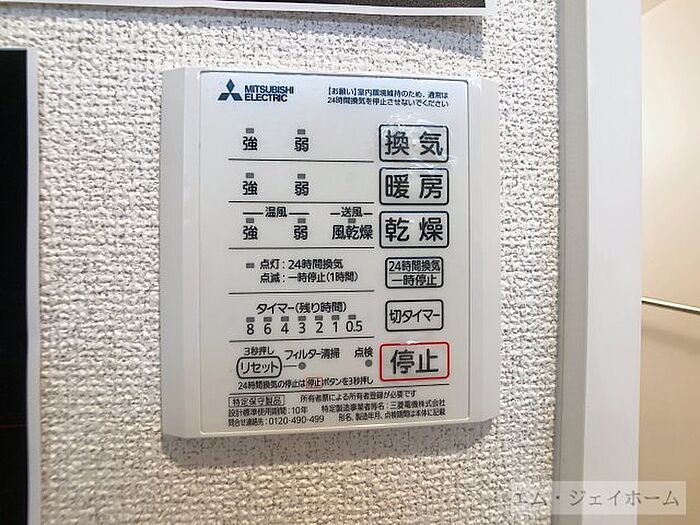 MITSUBISHI
ELECTRIC
【お願い】室内環境維持のため、通常は
24時間換気を停止させないでください
強 弱 換気
強 弱 暖房
温風 送風
強 弱 風乾燥 乾燥
点灯:24時間換気
点滅:一時停止(1時間)
24時間換気
一時停止
タイマー(残り時間)
8 6 4 3 2 1 0.5
切タイマー
3秒押し
リセット フィルター清掃 点検
停止
24時間換気の停止は停止ボタンを3秒押し
特定保守製品 所有者票による所有者登録が必要です
設計標準使用期間:10年 特定製造事業者等名:三菱電機株式会社
問合せ連絡先:0120-490-499 形名、製造年月、点検期間は本体に記載
エム・ジェイホーム